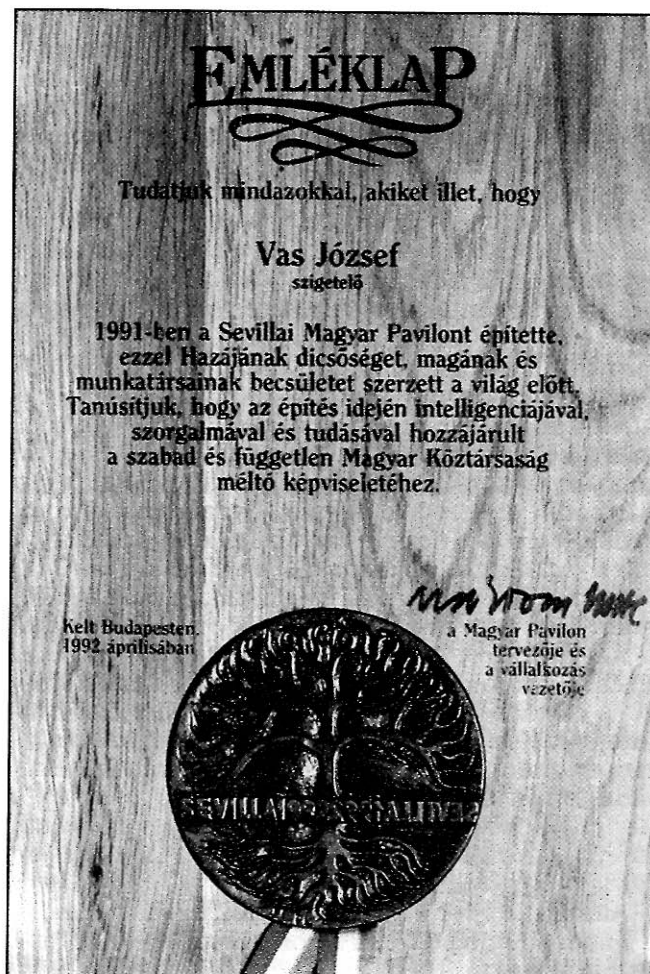 EMLÉKLAP
Tudatjuk mindazokkal, akiket illet, hogy
Vas József
szigetelő
1991-ben a Sevillai Magyar Pavilont építette,
ezzel Hazájának dicsőséget, magának és
munkatársainak becsületet szerzett a világ előtt.
Tanúsítjuk, hogy az építés idején intelligenciájával,
szorgalmával és tudásával hozzájárult
a szabad és független Magyar Köztársaság
méltó képviseletéhez.
Kelt Budapesten,
1992 áprilisában
a Magyar Pavilon
tervezője és
a vállalkozás
vezetője
SEVILLA